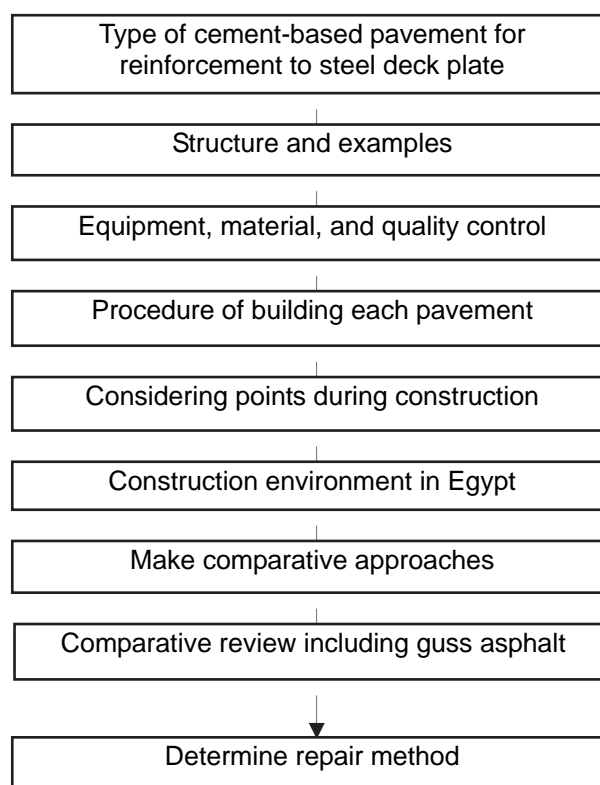 Type of cement-based pavement for
reinforcement to steel deck plate
Structure and examples
Equipment, material, and quality control
Procedure of building each pavement
Considering points during construction
Construction environment in Egypt
Make comparative approaches
Comparative review including guss asphalt
Determine repair method